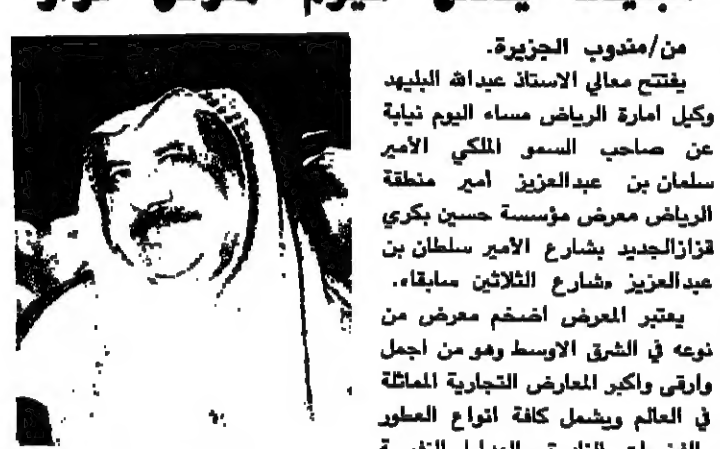 من/مندوب الجزيرة.
يفتتح معالي الاستاذ عبدالله البليهد
وكيل امارة الرياض مساء اليوم نيابة
عن صاحب السمو الملكي الأمير
سلمان بن عبدالعزيز أمير منطقة
الرياض معرض مؤسسة حسين بكري
قزازالجديد بشارع الأمير سلطان بن
عبدالعزيز «شارع الثلاثين سابقا».
يعتبر المعرض اضخم معرض من
نوعه في الشرق الاوسط وهو من اجمل
وارقى واكبر المعارض التجارية المماثلة
في العالم ويشمل كافة انواع العطور